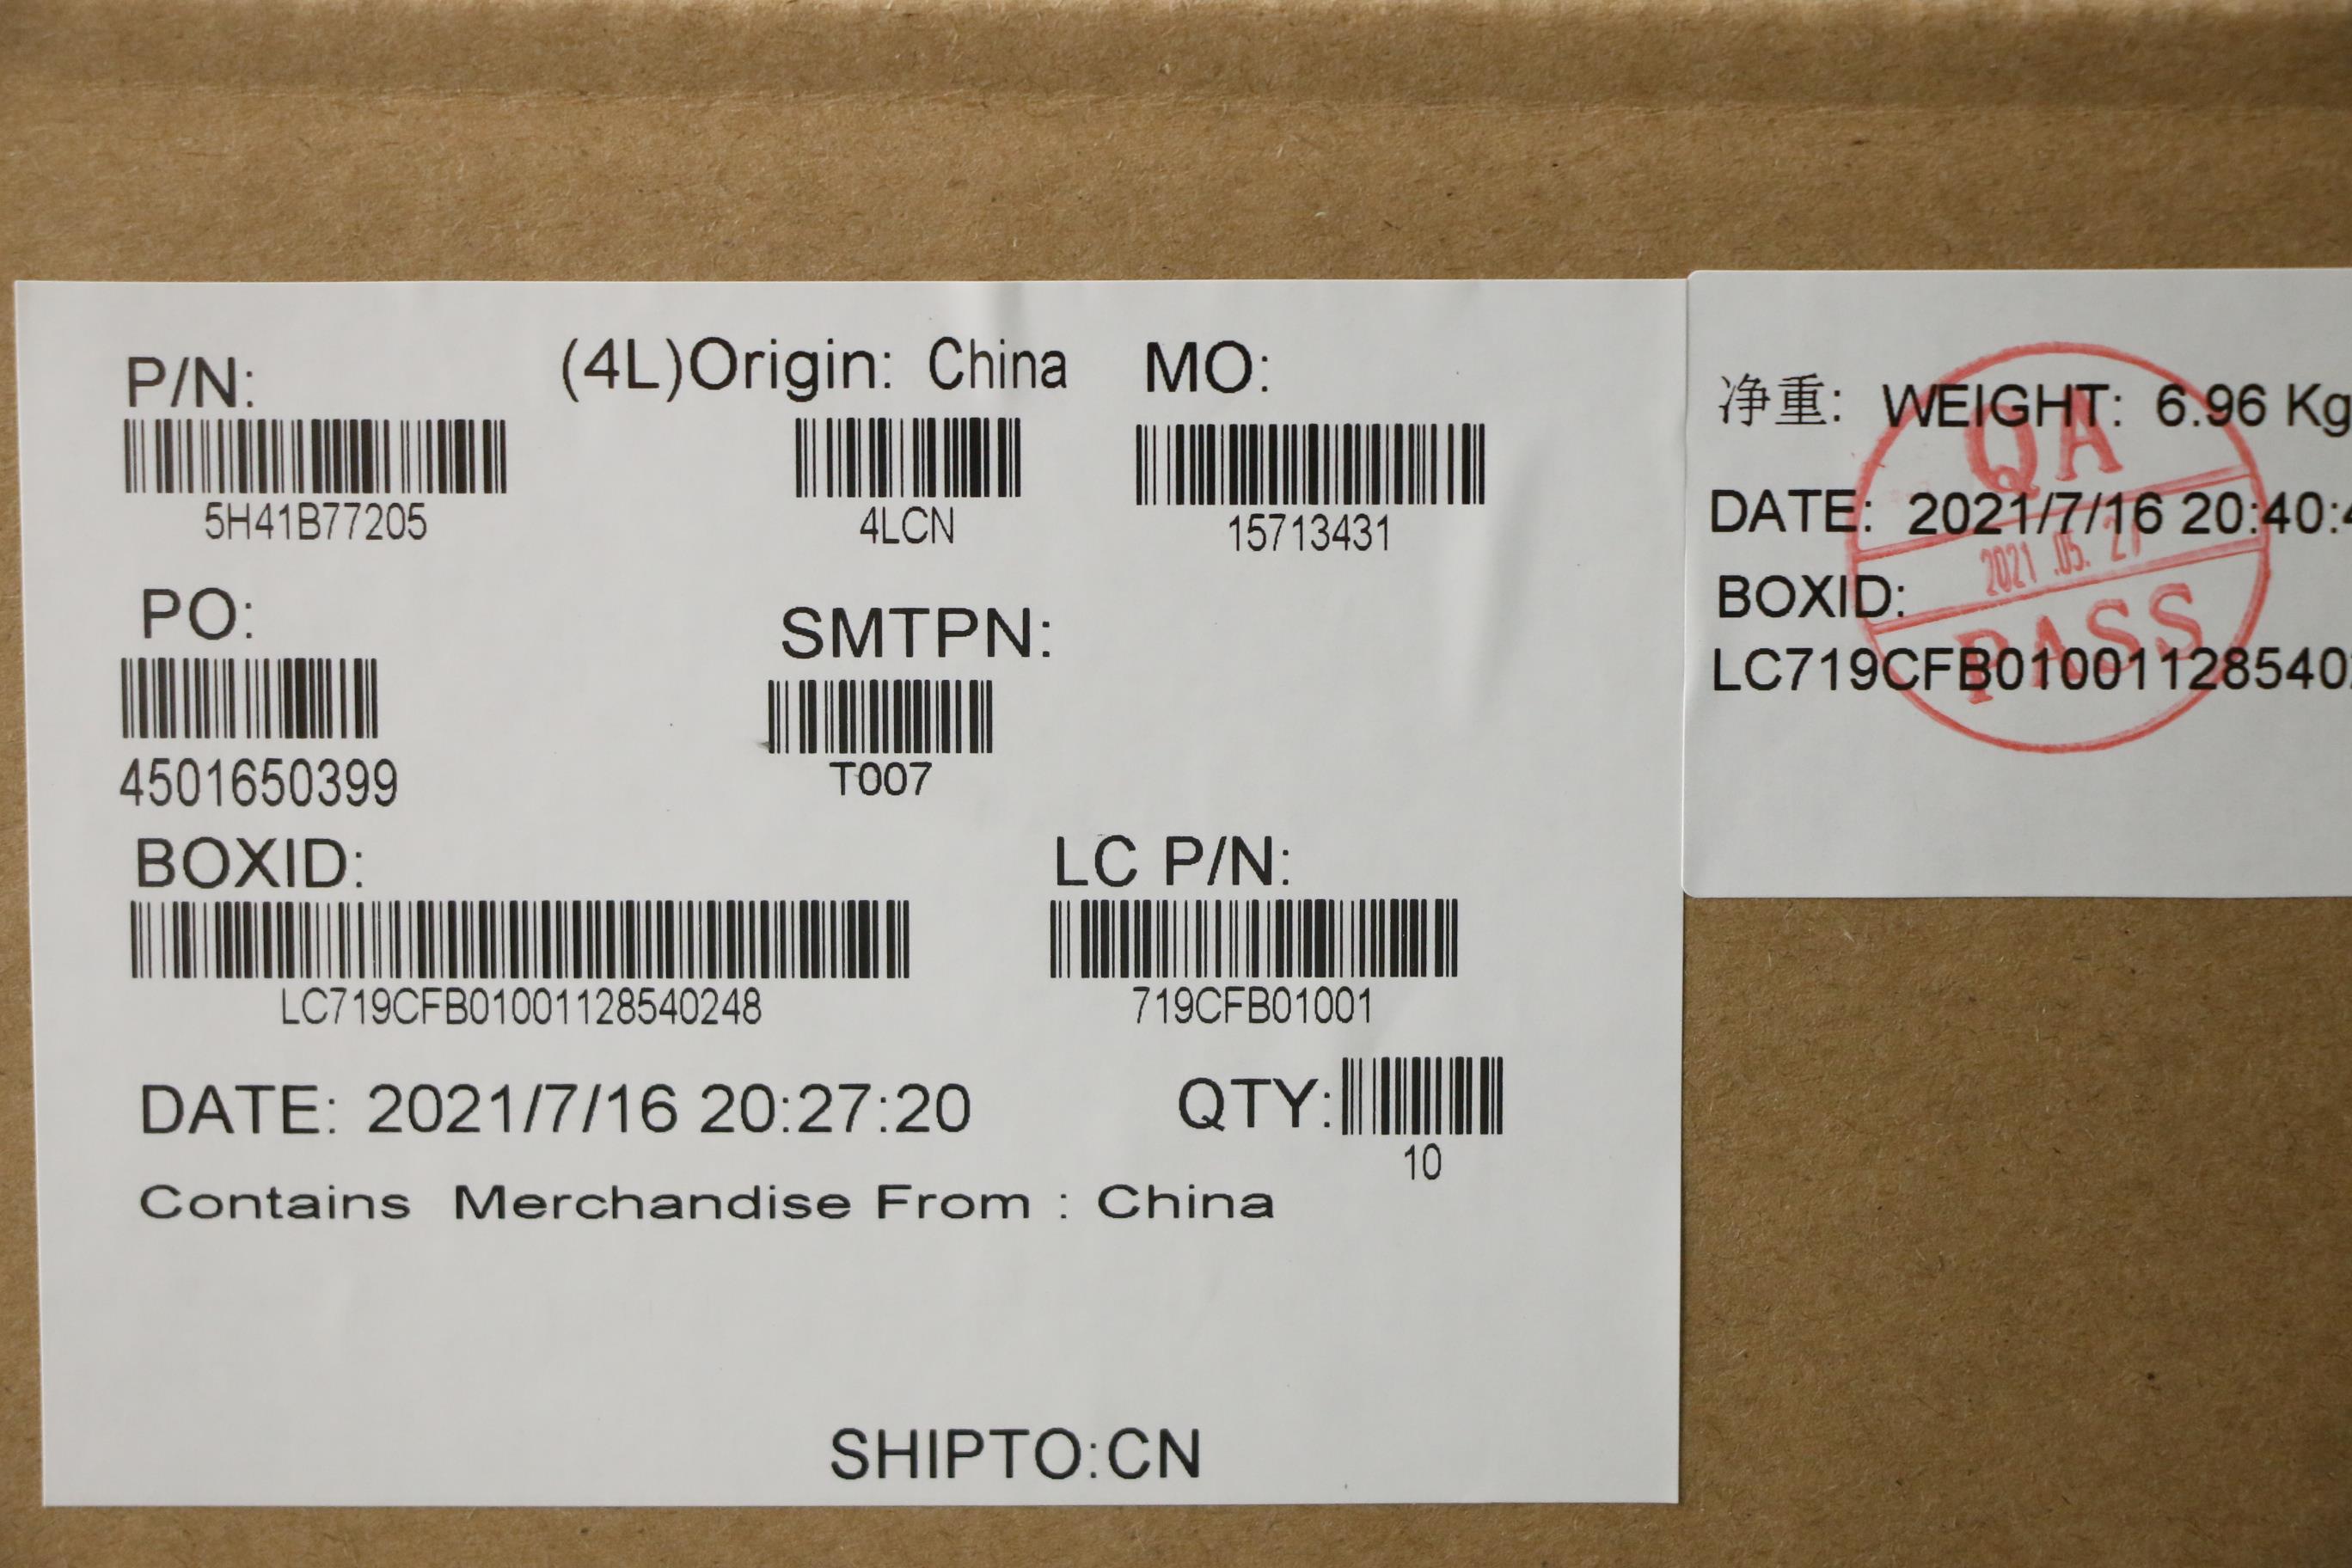 P/N:
5H41B77205
(4L)Origin: China
4LCN
MO:
15713431
PO:
4501650399
SMTPN:
T007
BOXID:
LC719CFB01001128540248
LC P/N:
719CFB01001
DATE: 2021/7/16 20:27:20
QTY:
10
Contains Merchandise From : China
SHIPTO:CN
净重: WEIGHT: 6.96 Kg
DATE: 2021/7/16 20:40:
BOXID:
LC719CFB01001128540
QA
2021 .05. 27
PASS